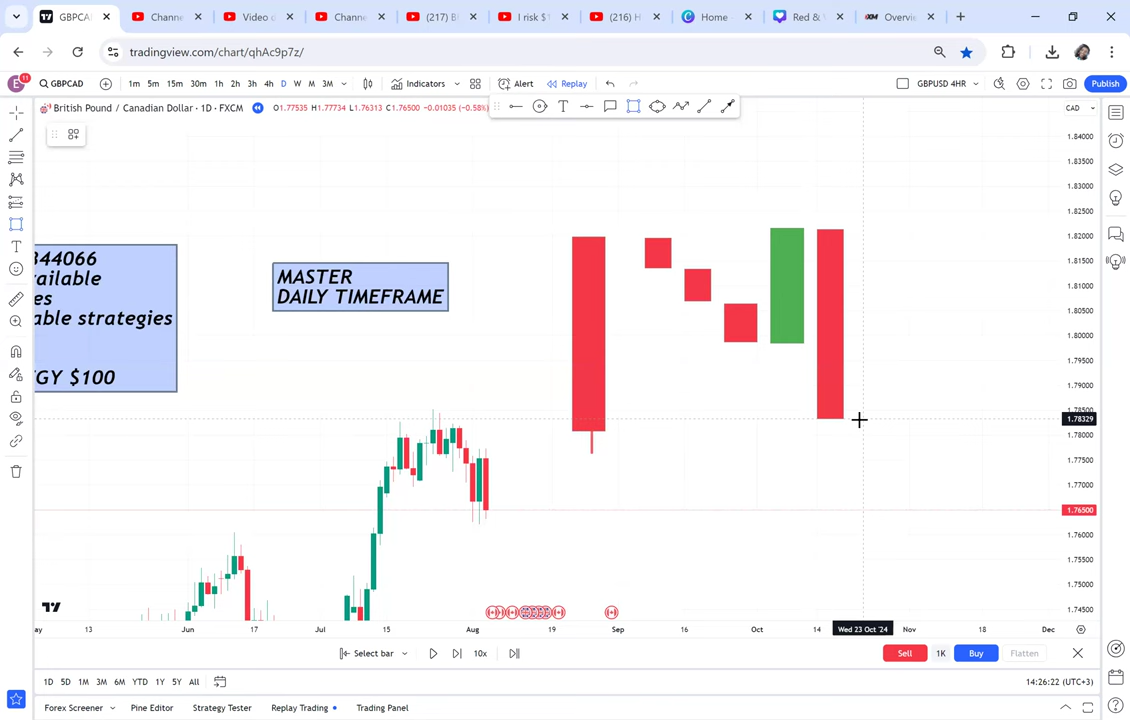 GBPCAD
Channe
Video d
Channe
(217) B
I risk $1
(216) H
Home -
Red & 
Overvi
tradingview.com/chart/qhAc9p7z/
E 11
GBPCAD
1m 5m 15m 30m 1h 2h 3h 4h D W M 3M
Indicators
Alert
Replay
GBPUSD 4HR
Publish
British Pound / Canadian Dollar · 1D · FXCM
O1.77535 H1.77734 L1.76313 C1.76500 -0.01035 (-0.58%)
CAD
1.84000
1.83500
1.83000
1.82500
1.82000
1.81500
1.81000
1.80500
1.80000
1.79500
1.79000
1.78500
1.78329
1.78000
1.77500
1.77000
1.76500
1.76000
1.75500
1.75000
1.74500
344066
ailable
es
able strategies
GY $100
MASTER
DAILY TIMEFRAME
ay 13 Jun 17 Jul 15 Aug 19 Sep 16 Oct 14 Wed 23 Oct '24 Nov 18 Dec
Select bar
10x
Sell
1K
Buy
Flatten
1D 5D 1M 3M 6M YTD 1Y 5Y All
14:26:22 (UTC+3)
Forex Screener
Pine Editor
Strategy Tester
Replay Trading
Trading Panel